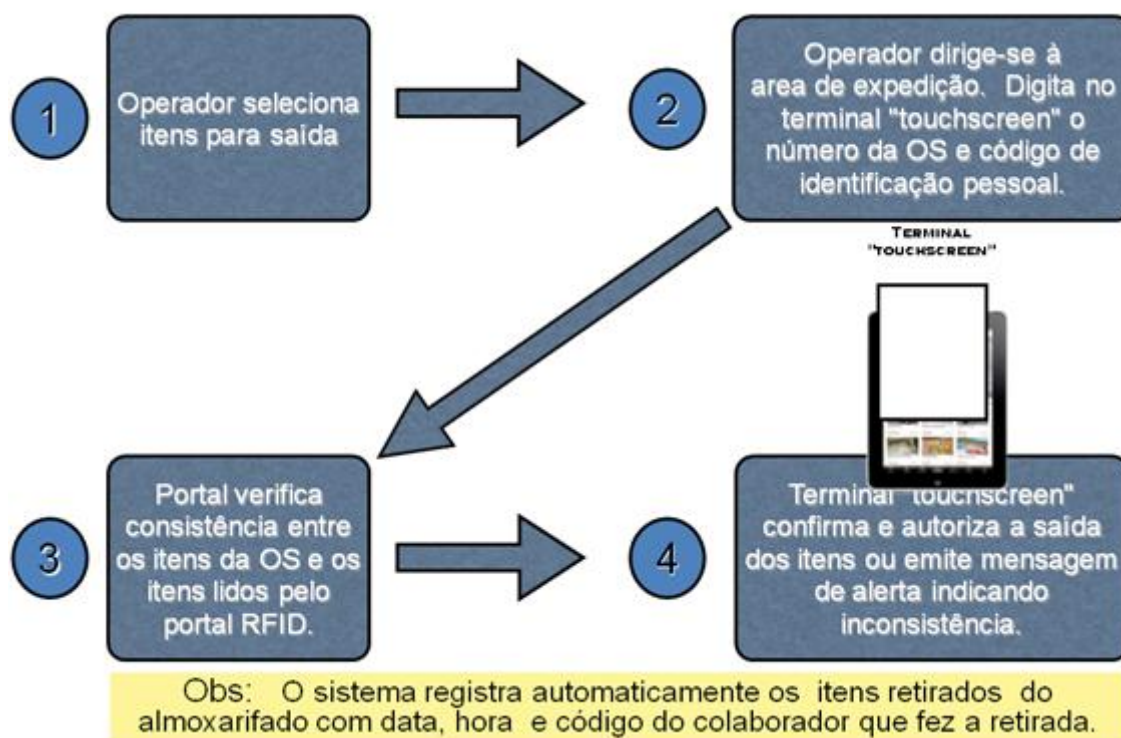 1
Operador seleciona
itens para saída
2
Operador dirige-se à
area de expedição. Digita no
terminal "touchscreen" o
número da OS e código de
identificação pessoal.
TERMINAL
"TOUCHSCREEN"
3
Portal verifica
consistência entre
os itens da OS e os
itens lidos pelo
portal RFID.
4
Terminal "touchscreen"
confirma e autoriza a saída
dos itens ou emite mensagem
de alerta indicando
inconsistência.
Obs: O sistema registra automaticamente os itens retirados do
almoxarifado com data, hora e código do colaborador que fez a retirada.